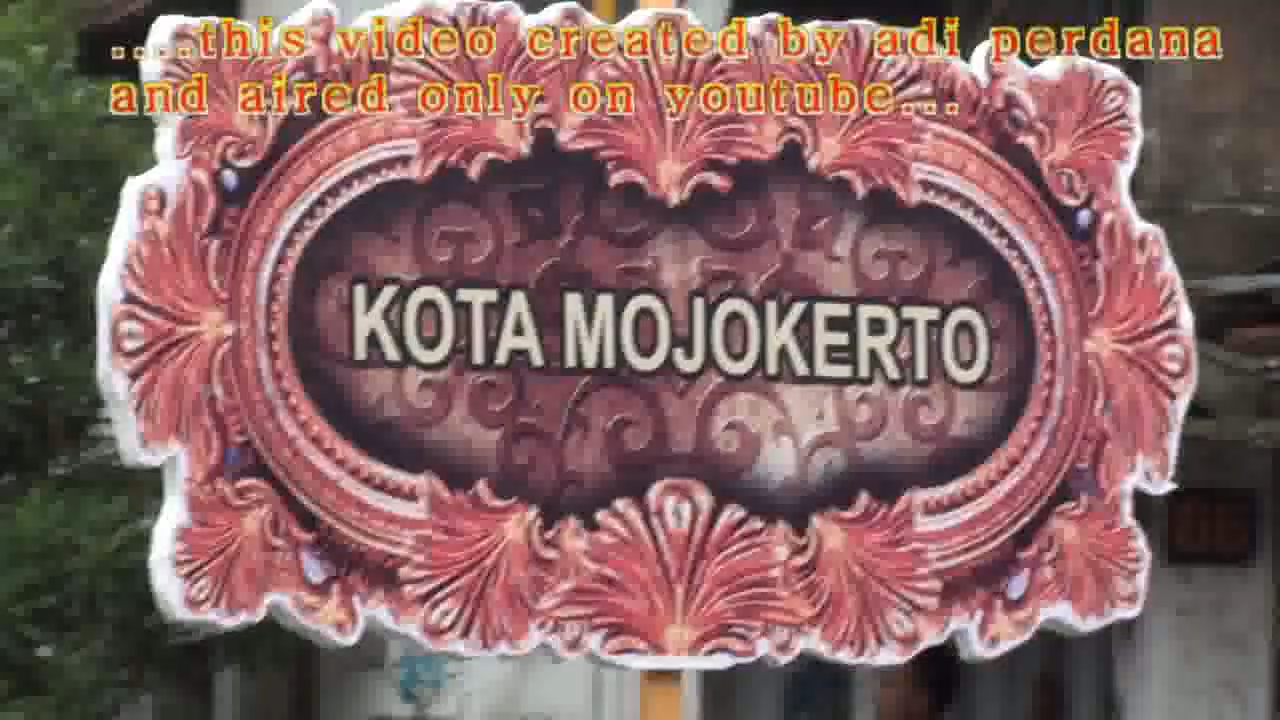 ....this video created by adi perdana
and aired only on youtube...
KOTA MOJOKERTO